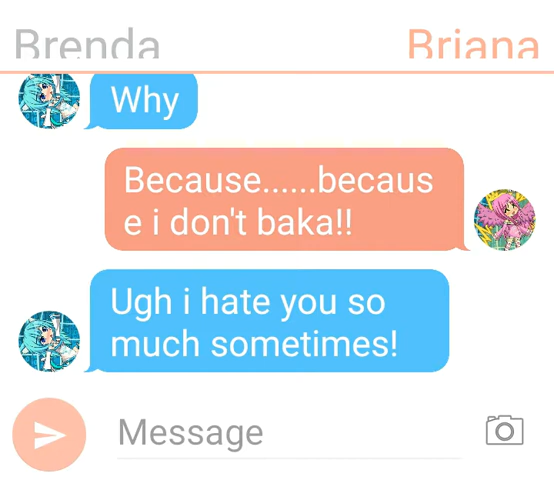 Brenda Briana
Why
Because......becaus
e i don't baka!!
Ugh i hate you so
much sometimes!
Message